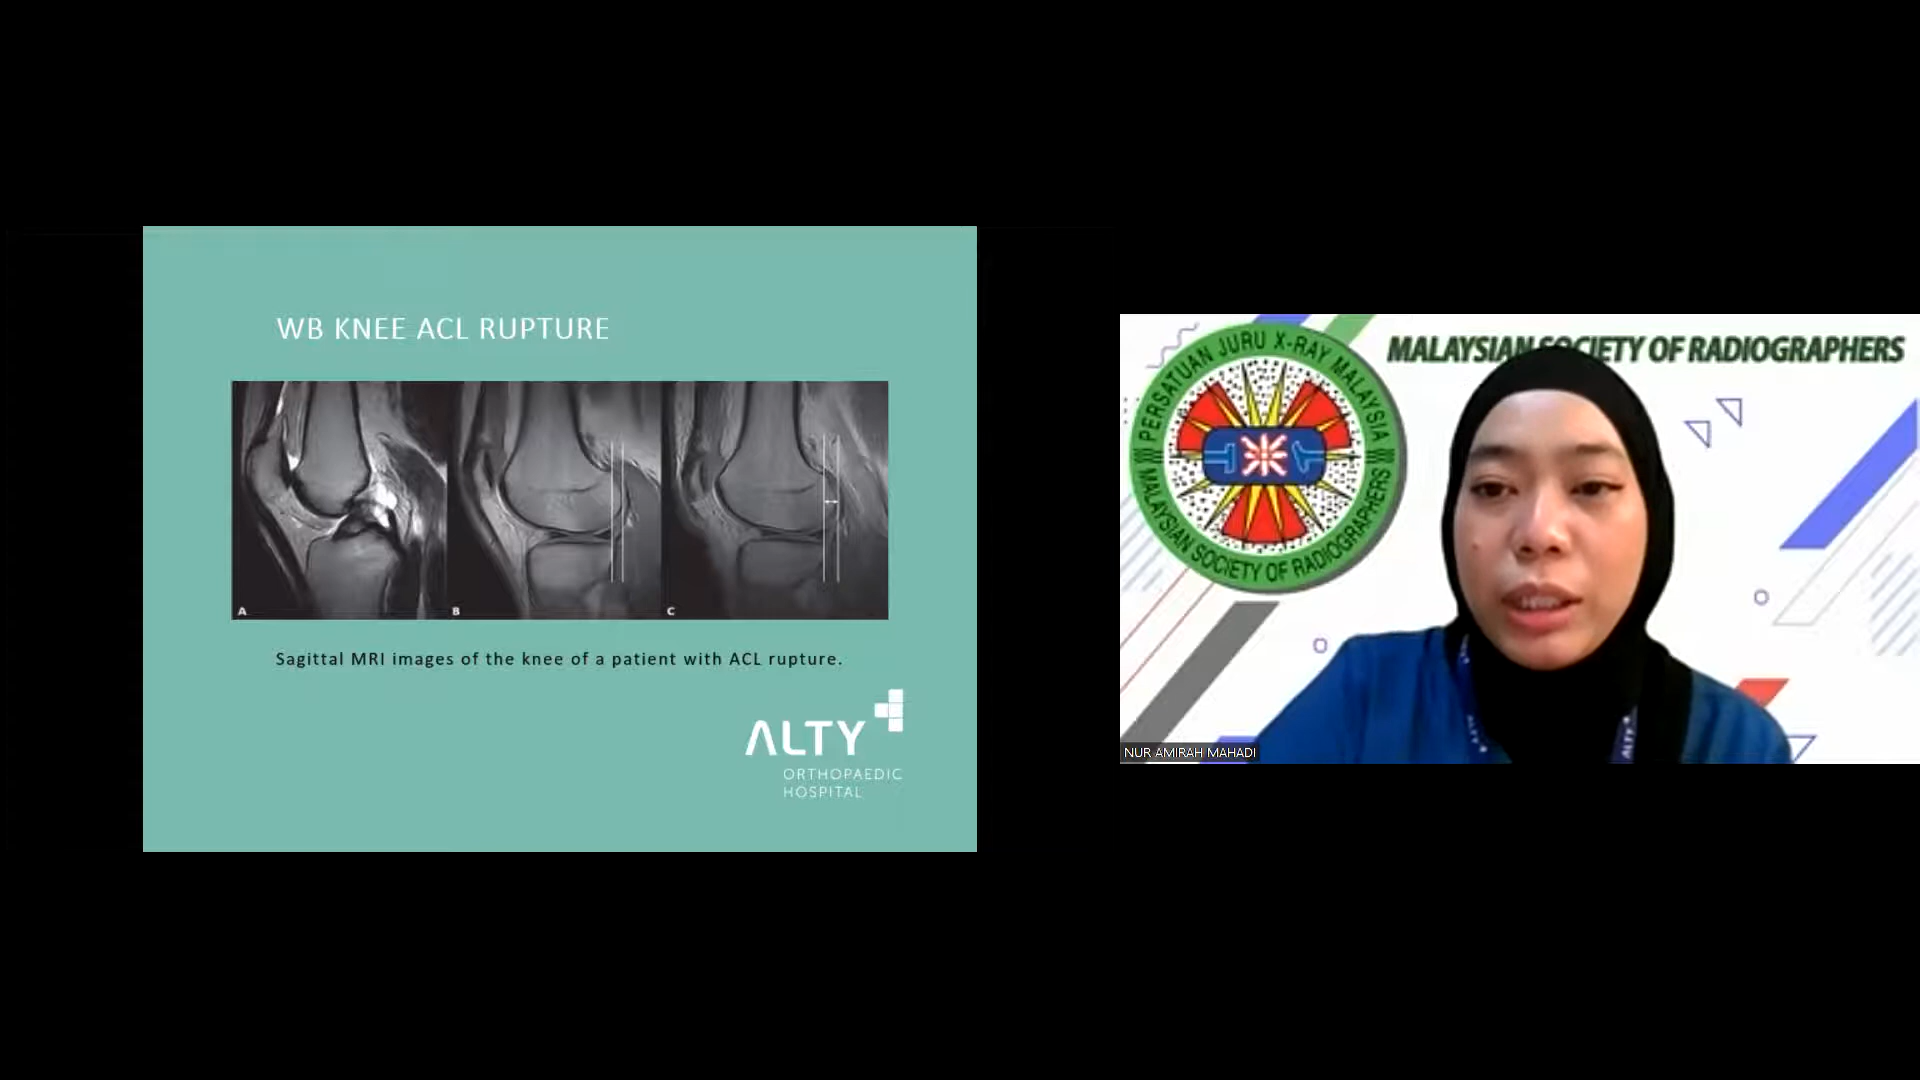 WB KNEE ACL RUPTURE
A
B
C
Sagittal MRI images of the knee of a patient with ACL rupture.
ALTY
ORTHOPAEDIC
HOSPITAL
MALAYSIAN SOCIETY OF RADIOGRAPHERS
PERSATUAN JURU X-RAY MALAYSIA
MALAYSIAN SOCIETY OF RADIOGRAPHERS
ALTY
NUR AMIRAH MAHADI